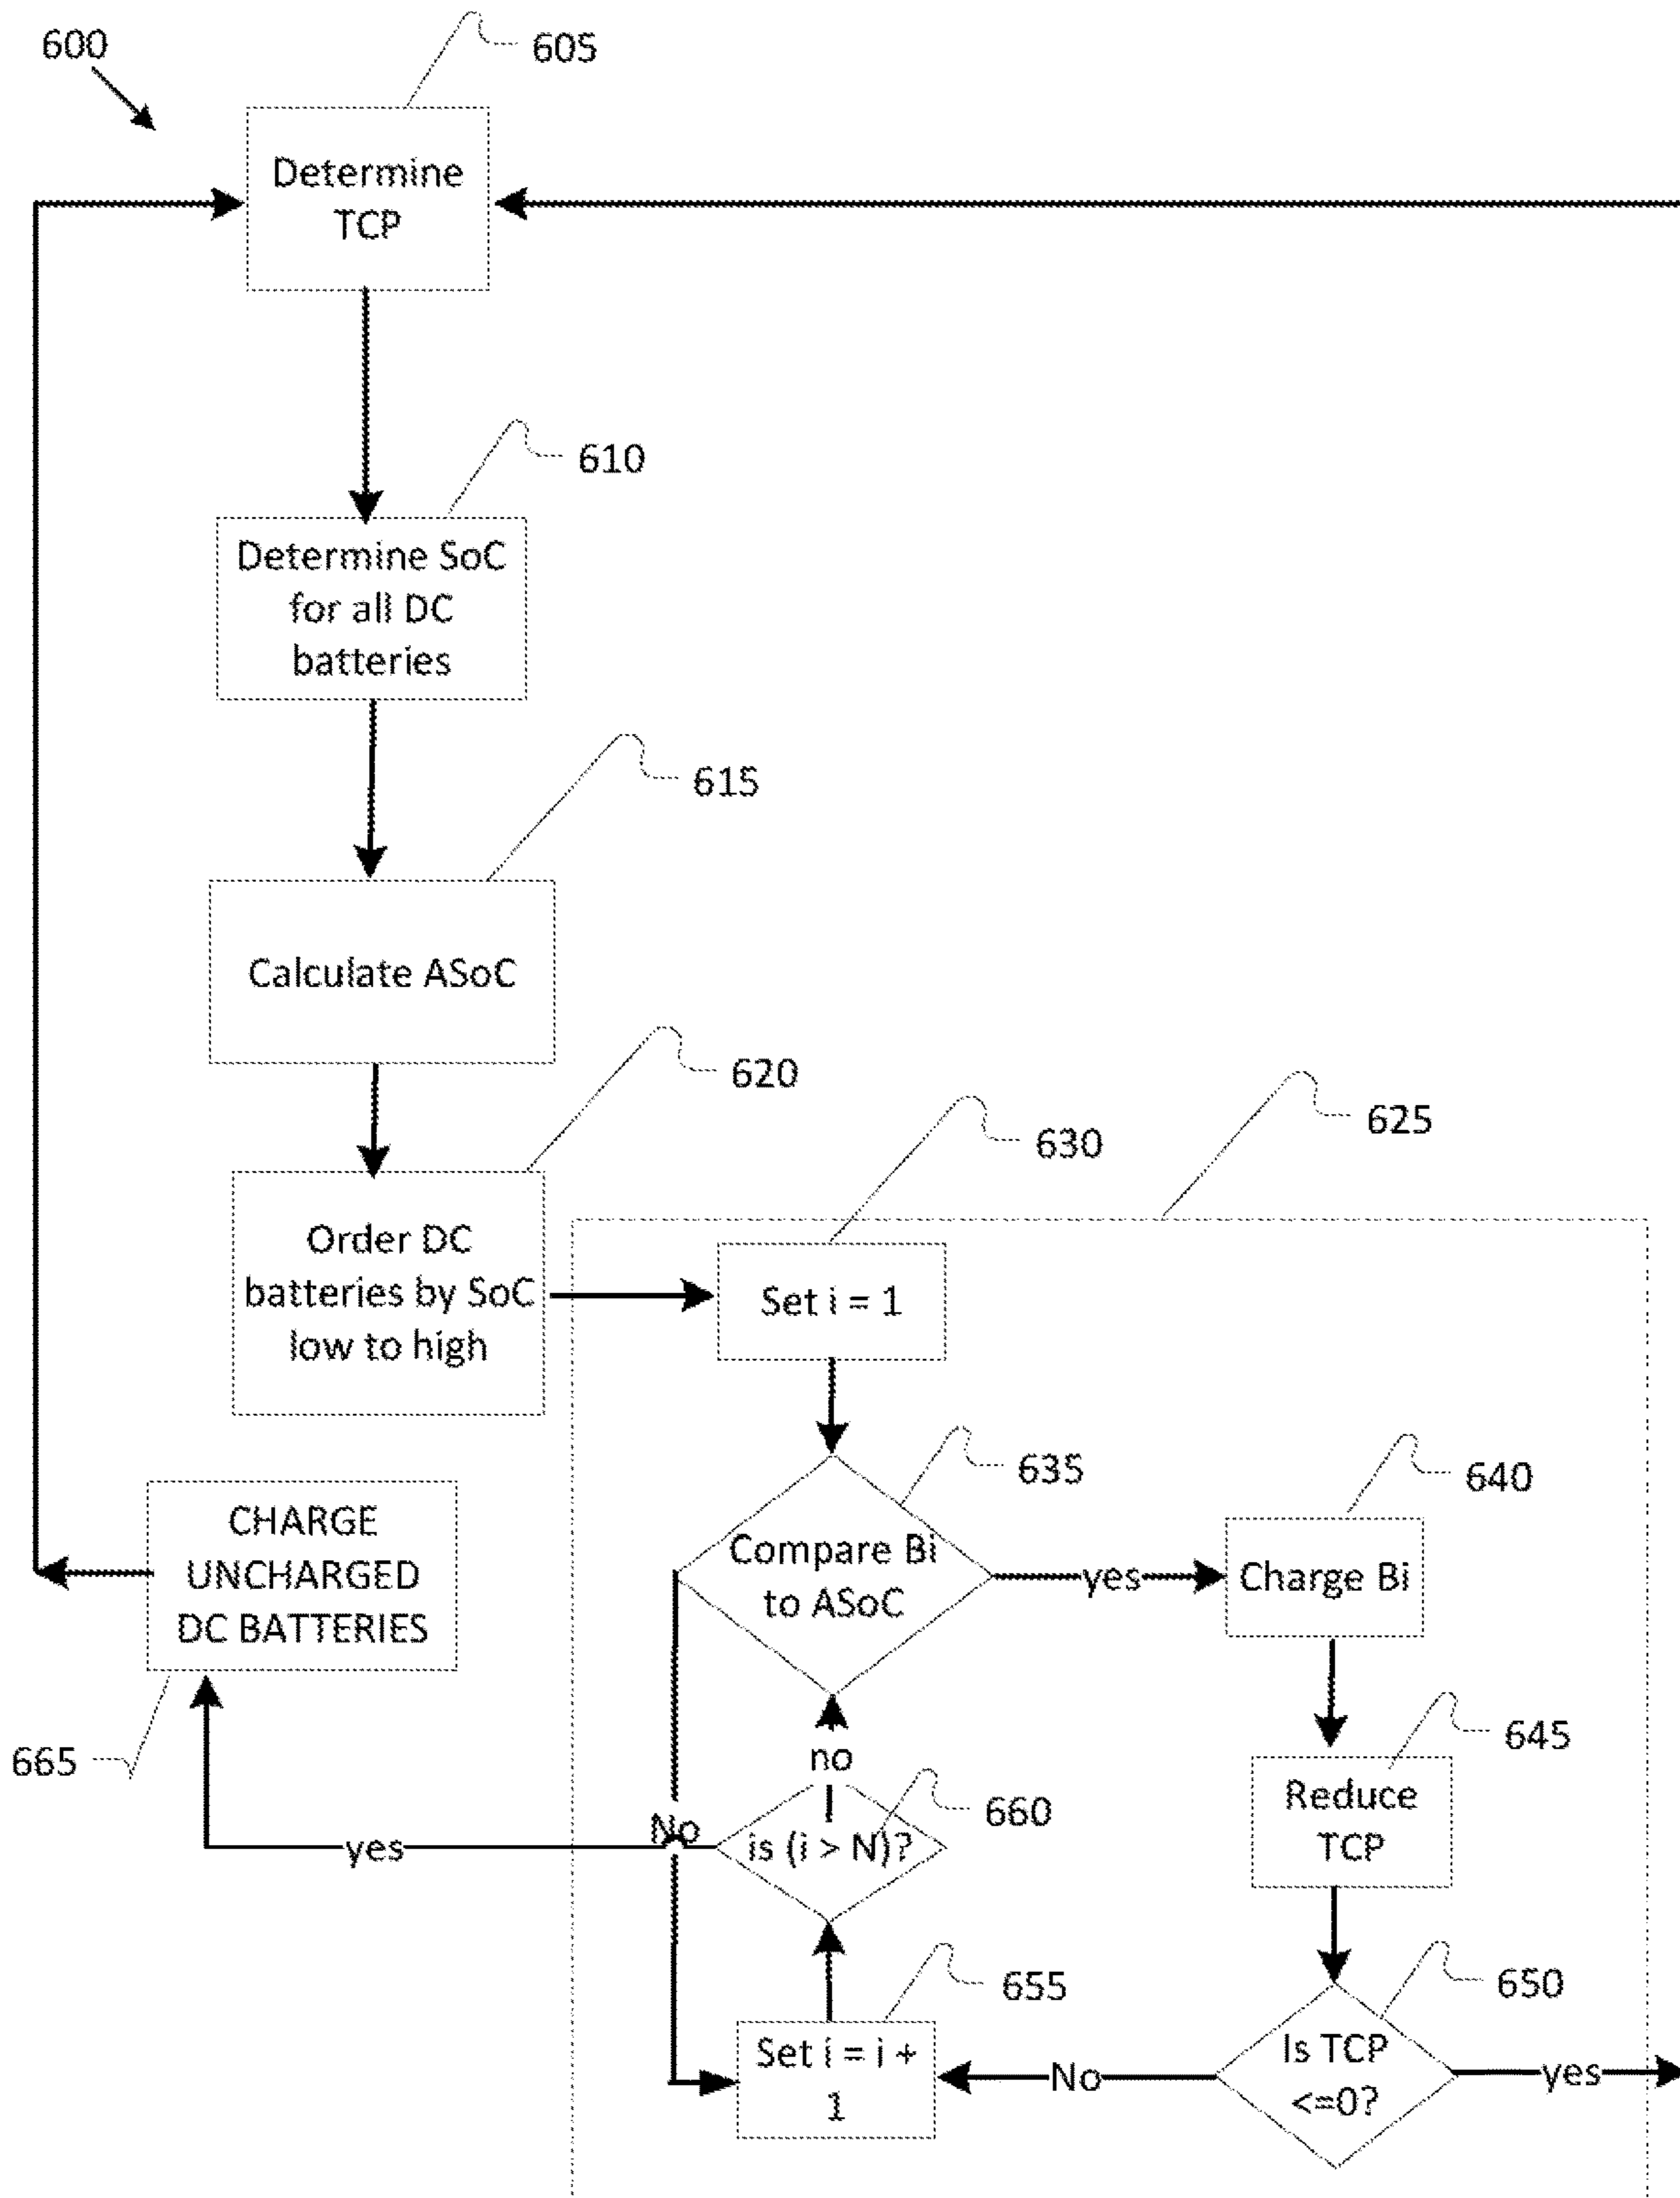 600
605
Determine
TCP
610
Determine SoC
for all DC
batteries
615
Calculate ASoC
620
Order DC
batteries by SoC
low to high
625
630
Set i = 1
635
Compare Bi
to ASoC
yes
640
Charge Bi
645
Reduce
TCP
650
Is TCP
<=0?
yes
No
655
Set i = i +
1
660
is (i > N)?
no
No
yes
665
CHARGE
UNCHARGED
DC BATTERIES